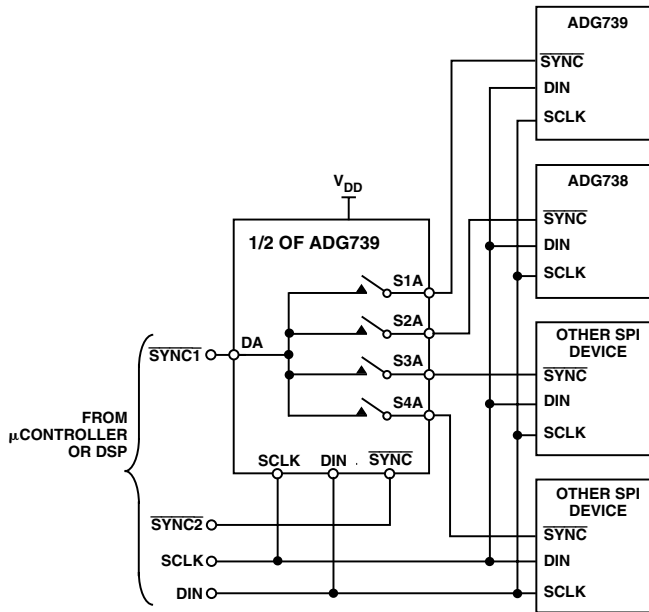 ADG739
SYNC
DIN
SCLK
ADG738
SYNC
DIN
SCLK
VDD
1/2 OF ADG739
S1A
S2A
S3A
S4A
DA
SCLK
DIN
SYNC
SYNC1
FROM
µCONTROLLER
OR DSP
SYNC2
SCLK
DIN
OTHER SPI
DEVICE
SYNC
DIN
SCLK
OTHER SPI
DEVICE
SYNC
DIN
SCLK